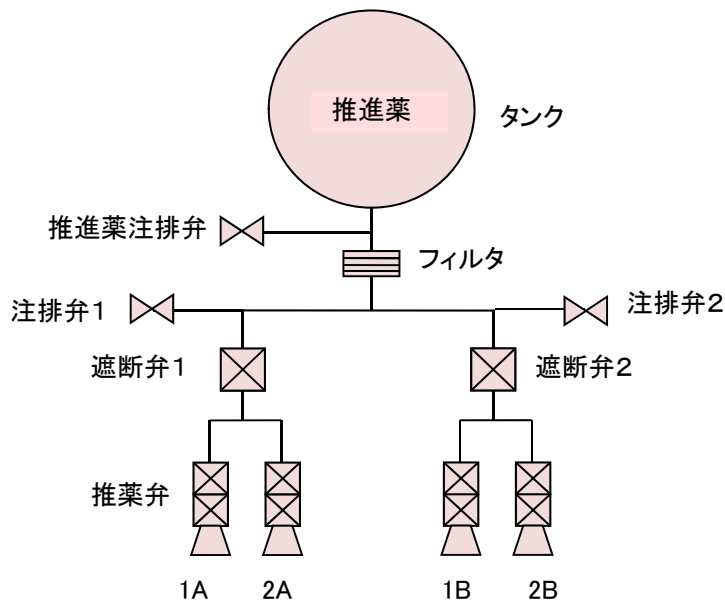 推進薬
タンク
推進薬注排弁
フィルタ
注排弁1
注排弁2
遮断弁1
遮断弁2
推薬弁
1A 2A 1B 2B